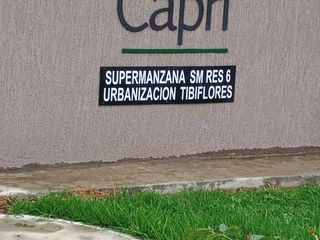 Capri
SUPERMANZANA SM RES 6
URBANIZACION TIBIFLORES